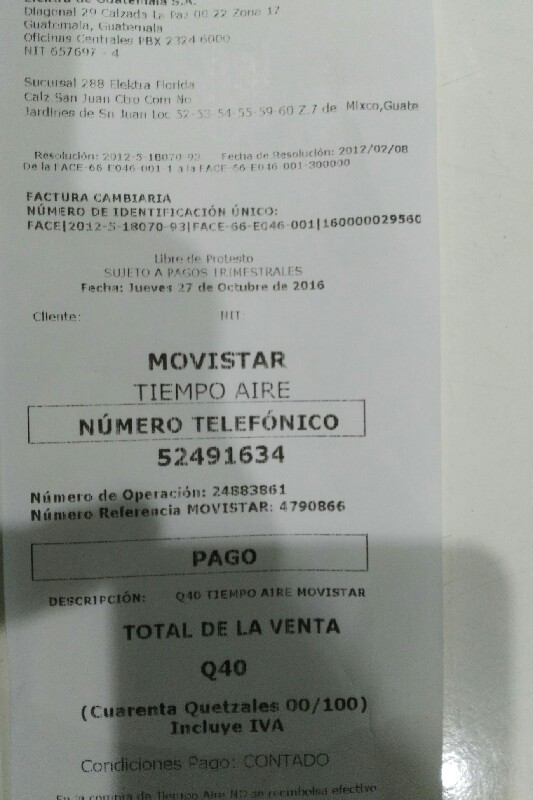 Elektra de Guatemala S.A.
Diagonal 29 Calzada La Paz 00 22 Zone 17
Guatemala, Guatemala
Oficinas Centrales PBX 2324 6000
NIT 657697 - 4
Sucursal 288 Elektra Florida
Calz San Juan Ctro Com No
Jardines de Sn Juan Loc 52-53-54-55-59-60 Z.7 de Mixco,Guate
Resolución: 2012-5-18070-93 Fecha de Resolución: 2012/02/08
De la FACE-66-E046-001-1 a la FACE-66-E046-001-300000
FACTURA CAMBIARIA
NÚMERO DE IDENTIFICACIÓN ÚNICO:
FACE|2012-5-18070-93|FACE-66-E046-001|16000002956
Libre de Protesto
SUJETO A PAGOS TRIMESTRALES
Fecha: Jueves 27 de Octubre de 2016
Cliente: NIT:
MOVISTAR
TIEMPO AIRE
NÚMERO TELEFÓNICO
52491634
Número de Operación: 24883861
Número Referencia MOVISTAR: 4790866
PAGO
DESCRIPCIÓN: Q40 TIEMPO AIRE MOVISTAR
TOTAL DE LA VENTA
Q40
(Cuarenta Quetzales 00/100)
Incluye IVA
Condiciones Pago: CONTADO
En la compra de Tiempo Aire NO se reembolsa efectivo